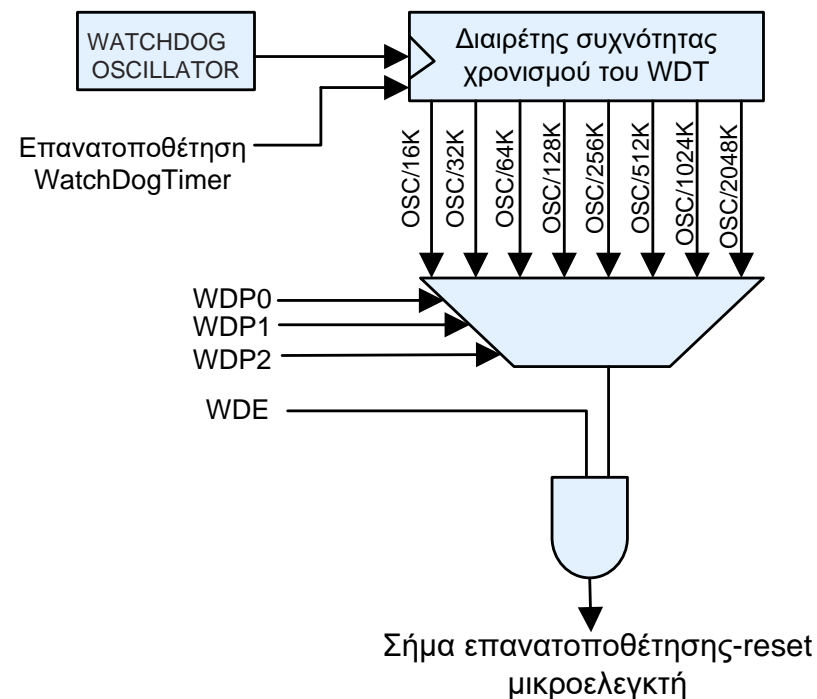 WATCHDOG
OSCILLATOR
Διαιρέτης συχνότητας
χρονισμού του WDT
Επανατοποθέτηση
WatchDogTimer
OSC/16K
OSC/32K
OSC/64K
OSC/128K
OSC/256K
OSC/512K
OSC/1024K
OSC/2048K
WDP0
WDP1
WDP2
WDE
Σήμα επανατοποθέτησης-reset
μικροελεγκτή